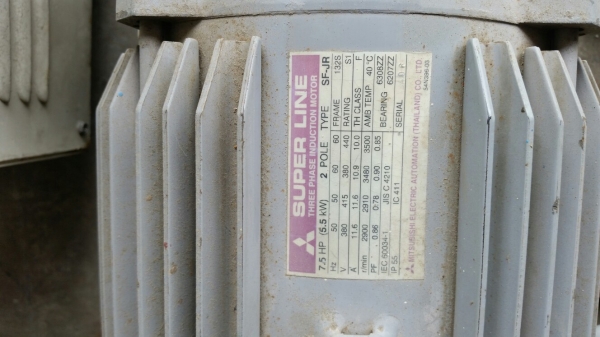 SUPER LINE
THREE PHASE INDUCTION MOTOR
7.5 HP (5.5 kW) 2 POLE TYPE SF-JR
Hz 50 50 60 60 FRAME 132S
V 380 415 380 440 RATING S1
A 11.6 11.6 10.9 10.0 TH CLASS F
r/min 2900 2910 3480 3500 AMB TEMP 40 °C
PF 0.86 0.78 0.90 0.85 BEARING 6308ZZ
IEC 60034-1 JIS C 4210 6207ZZ
IP 55 IC 411 SERIAL
MITSUBISHI ELECTRIC AUTOMATION (THAILAND) CO., LTD.